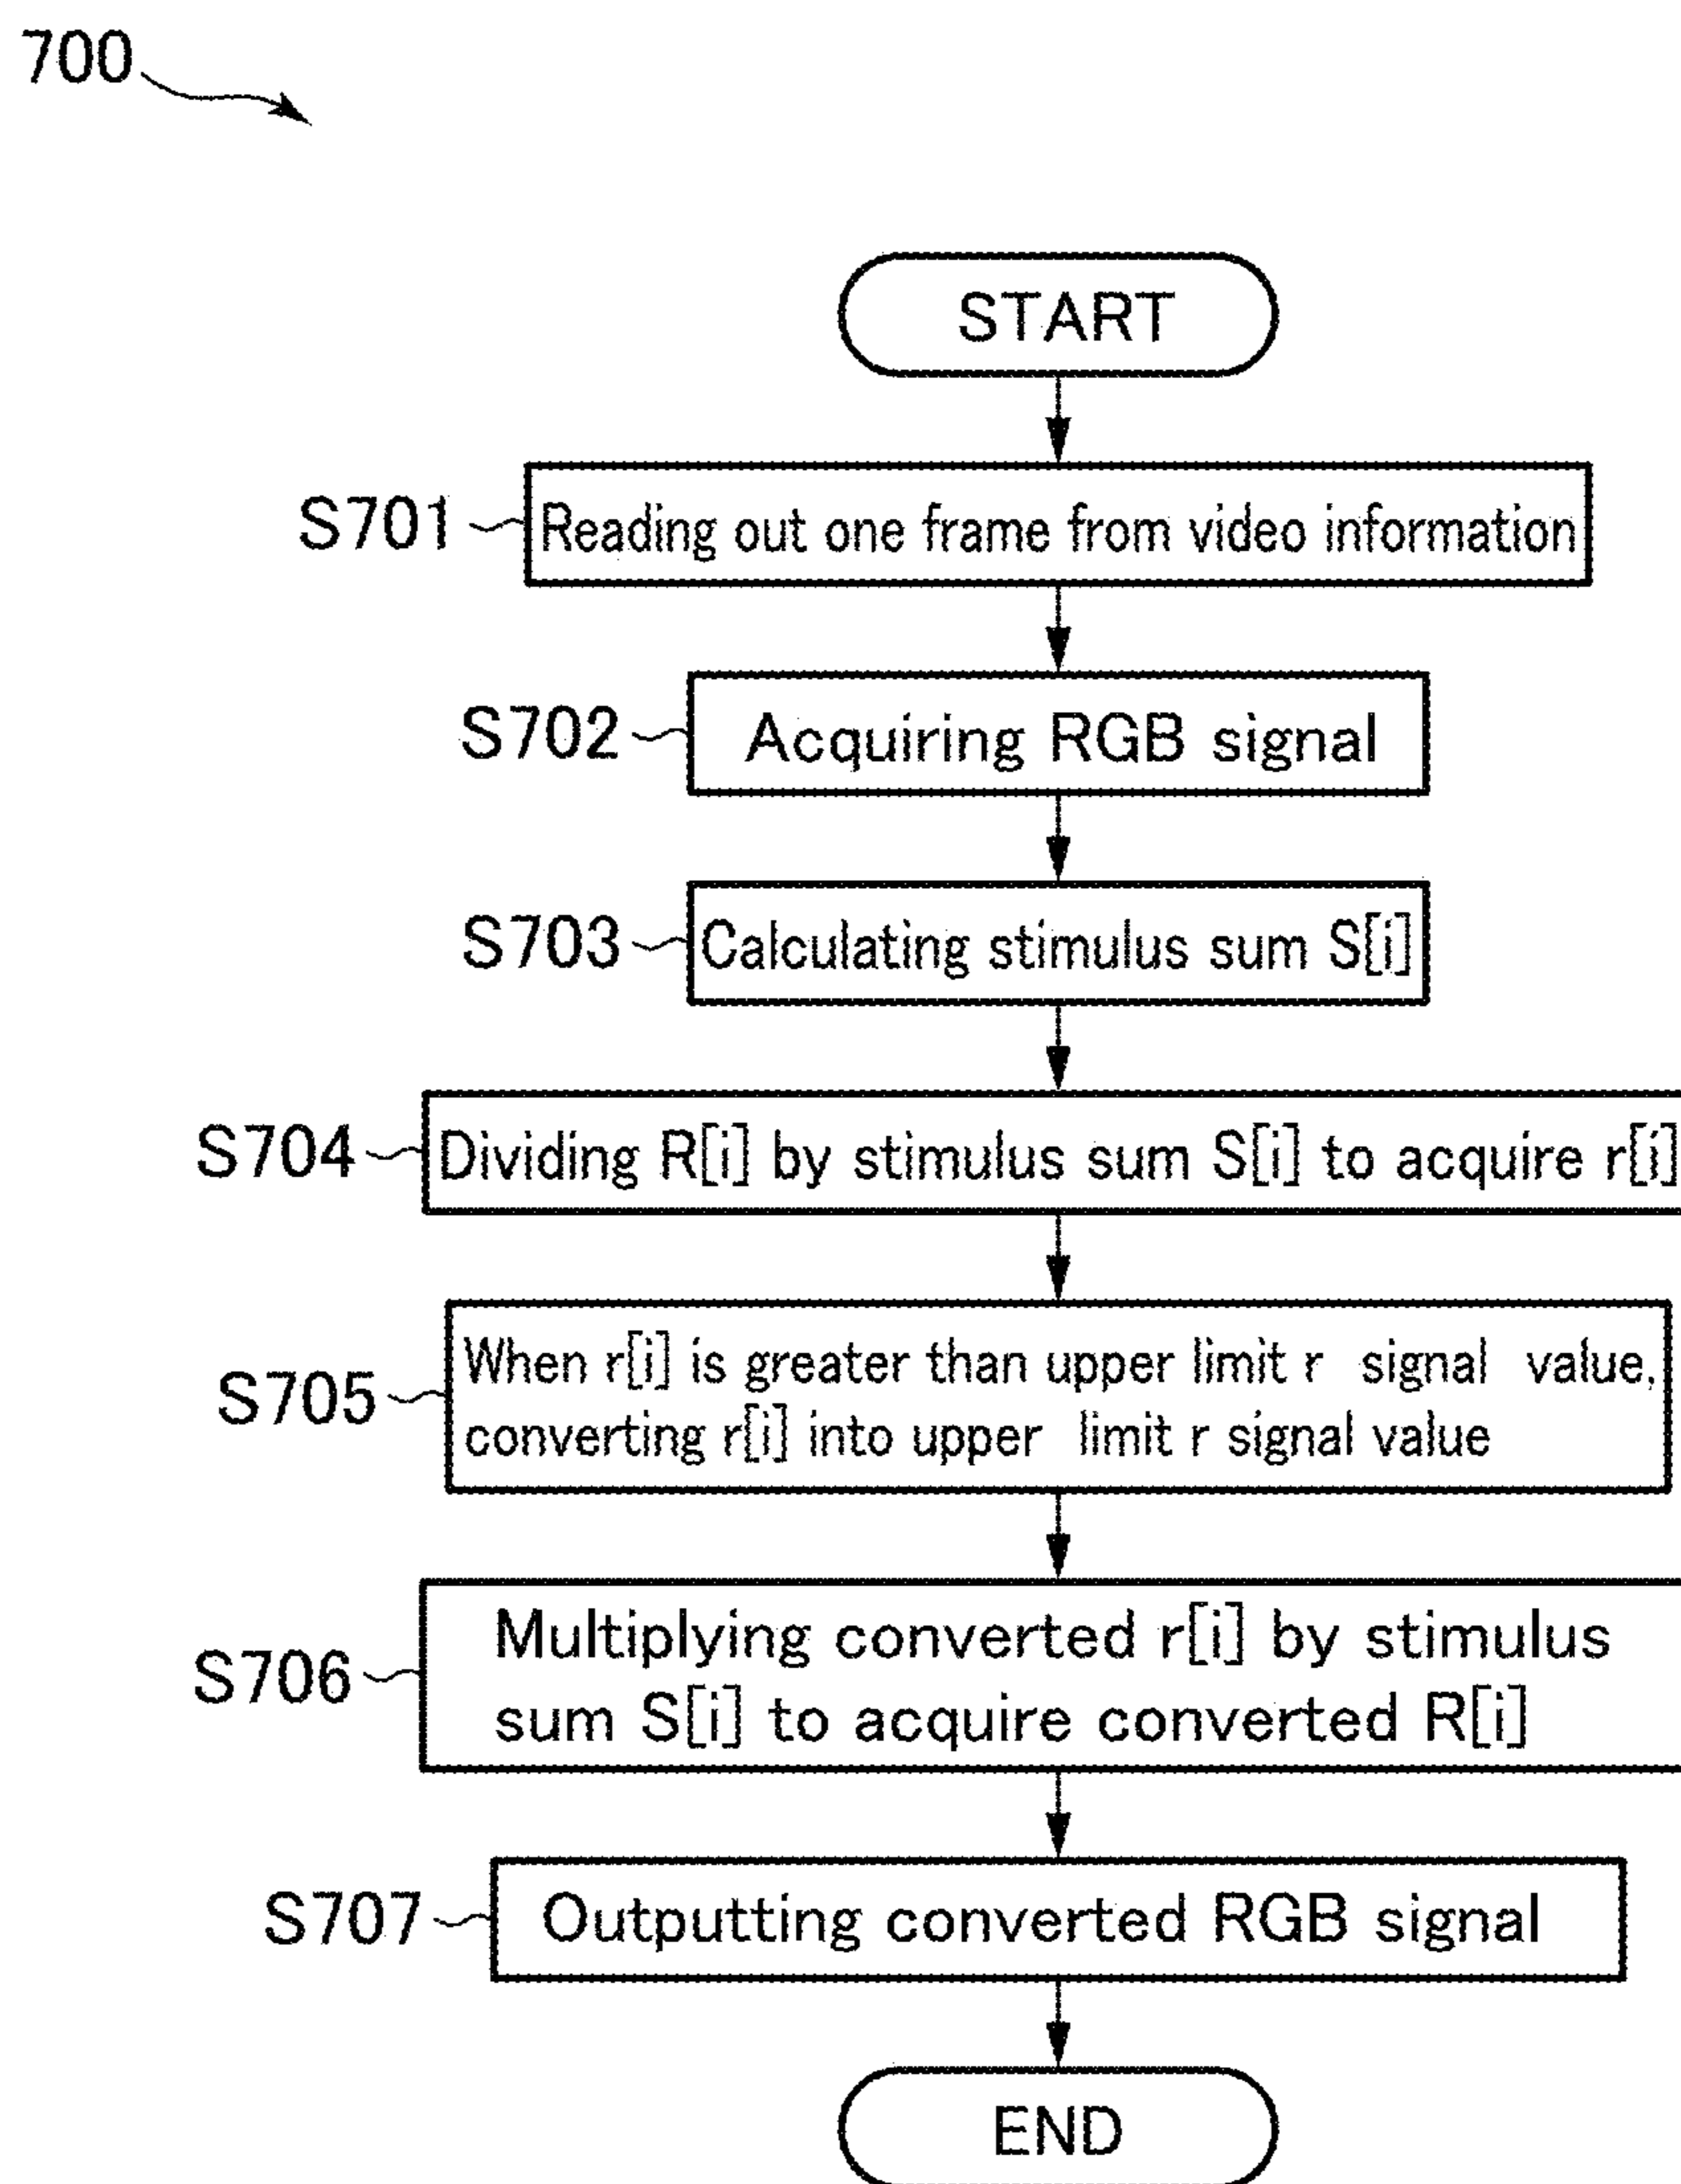 700
START
S701 Reading out one frame from video information
S702 Acquiring RGB signal
S703 Calculating stimulus sum S[i]
S704 Dividing R[i] by stimulus sum S[i] to acquire r[i]
S705 When r[i] is greater than upper limit r signal value,
converting r[i] into upper limit r signal value
S706 Multiplying converted r[i] by stimulus
sum S[i] to acquire converted R[i]
S707 Outputting converted RGB signal
END